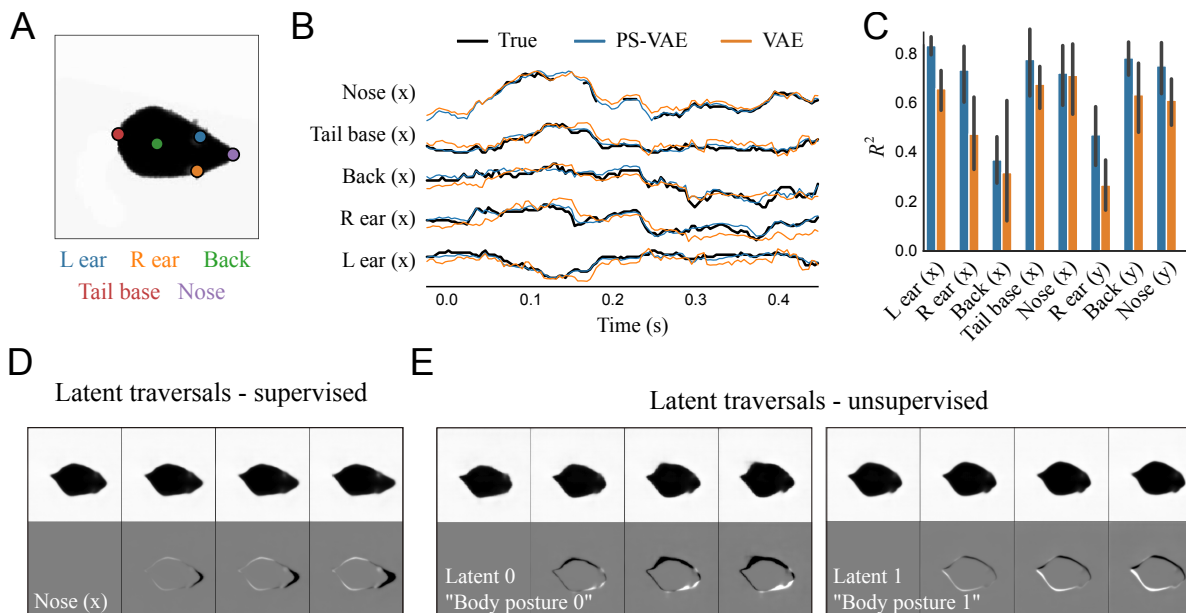 A
L ear R ear Back
Tail base Nose
B
True PS-VAE VAE
Nose (x)
Tail base (x)
Back (x)
R ear (x)
L ear (x)
0.0 0.1 0.2 0.3 0.4
Time (s)
C
R²
0.8
0.6
0.4
0.2
0.0
L ear (x)
R ear (x)
Back (x)
Tail base (x)
Nose (x)
R ear (y)
Back (y)
Nose (y)
D
Latent traversals - supervised
Nose (x)
E
Latent traversals - unsupervised
Latent 0
"Body posture 0"
Latent 1
"Body posture 1"